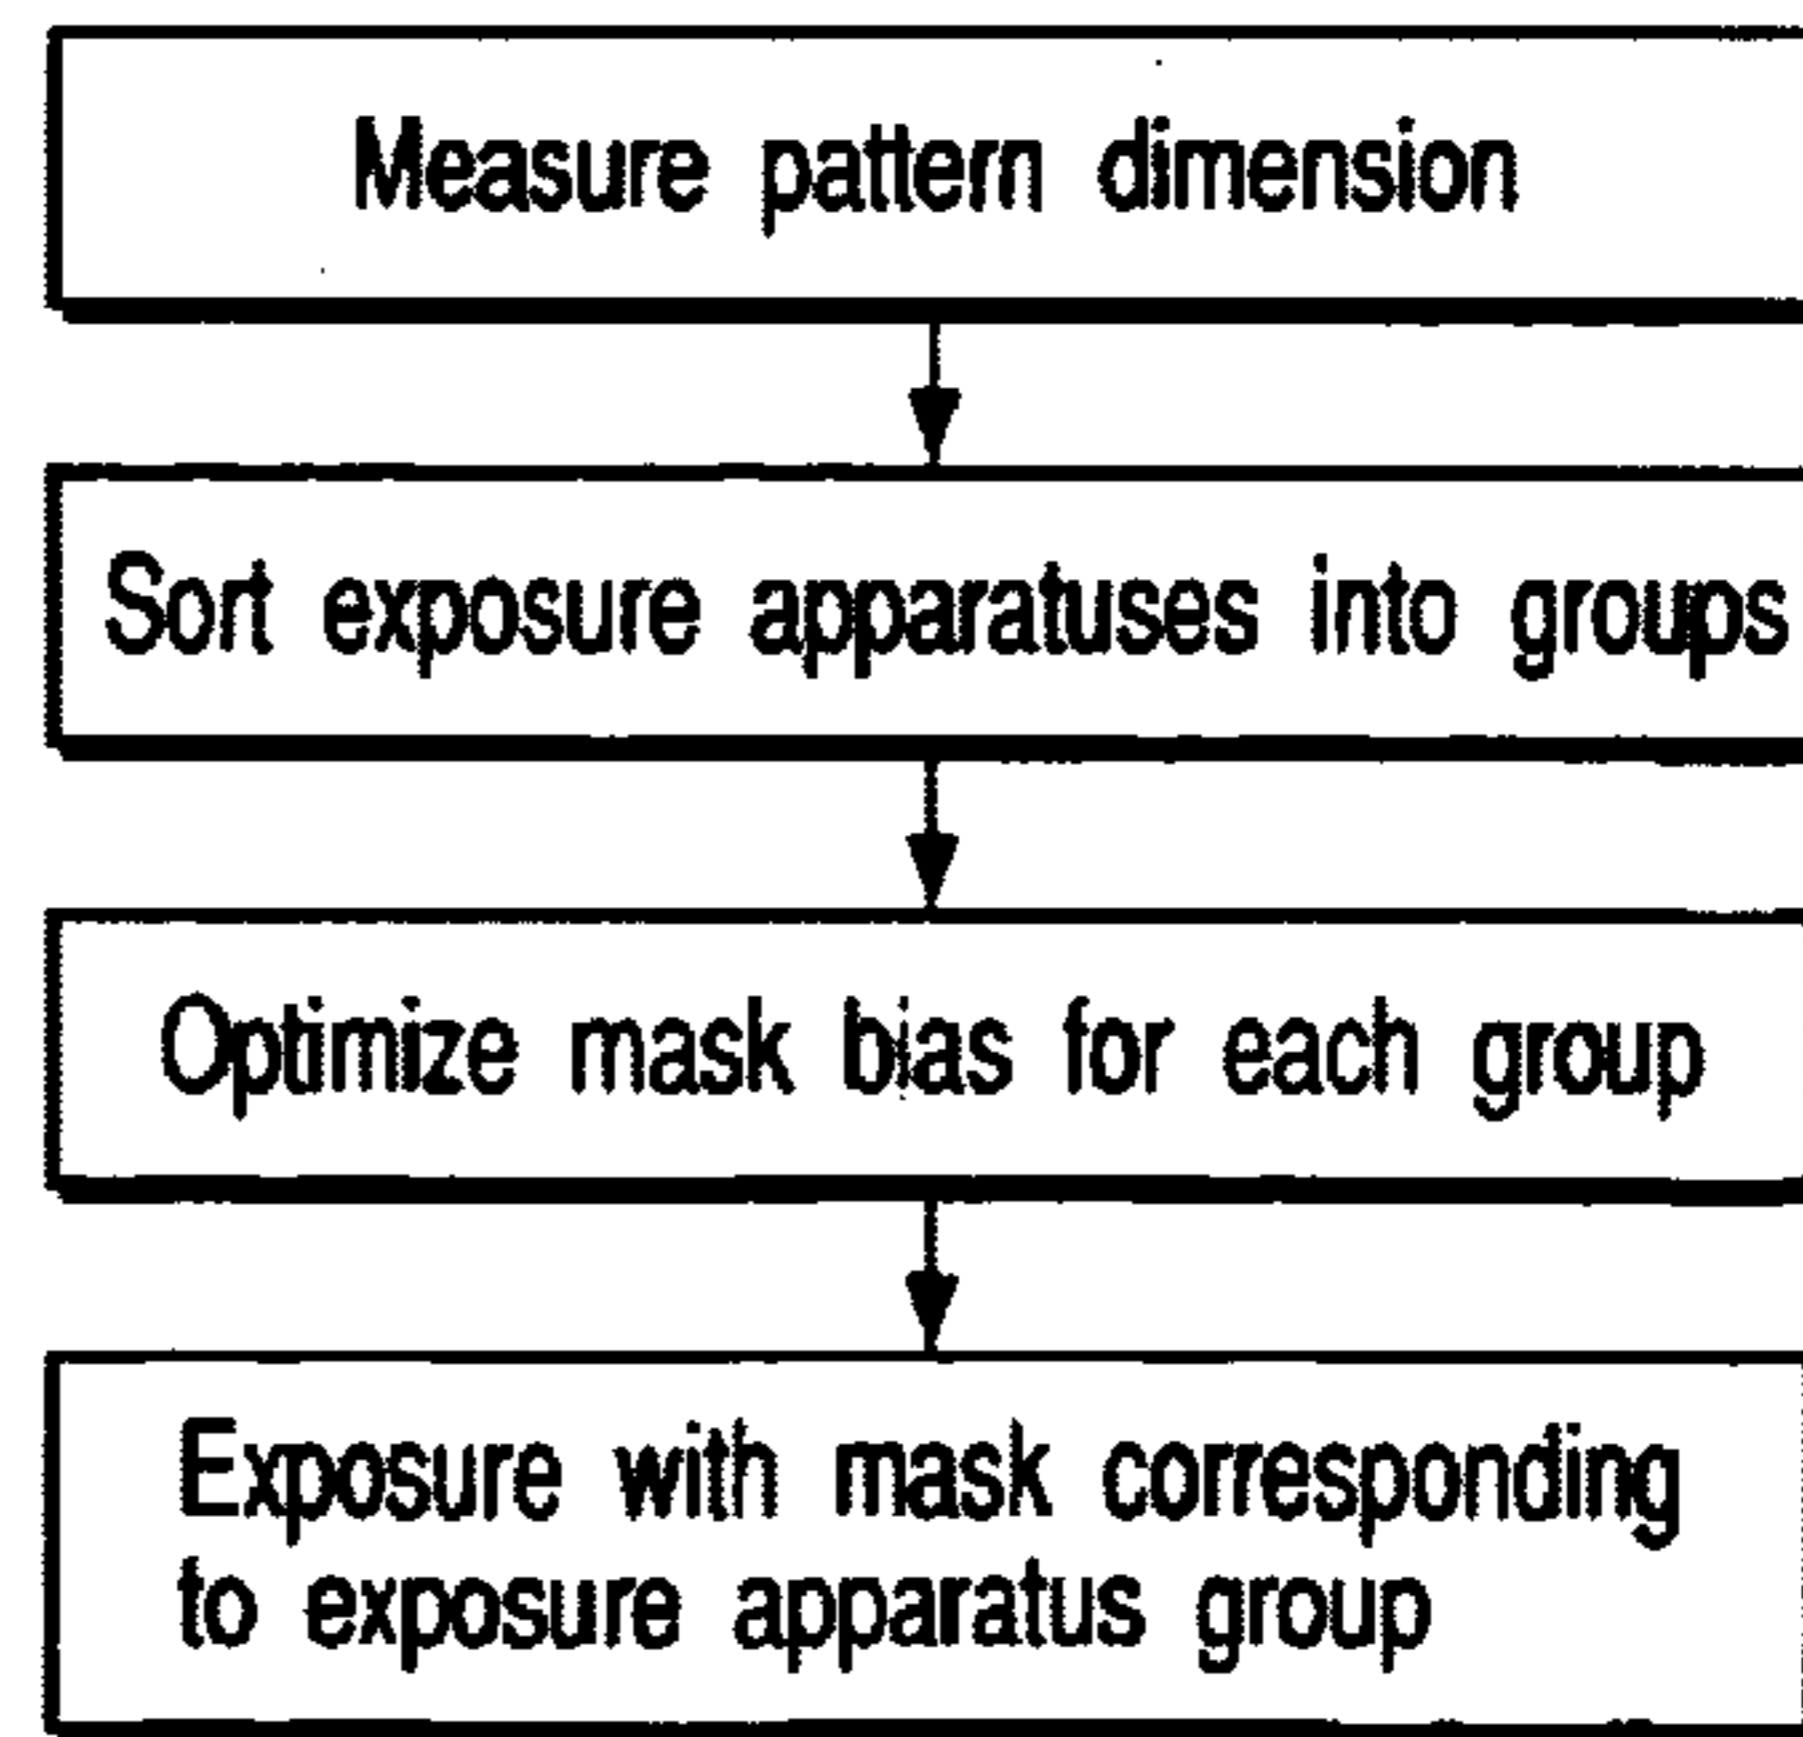 Measure pattern dimension
Sort exposure apparatuses into groups
Optimize mask bias for each group
Exposure with mask corresponding
to exposure apparatus group